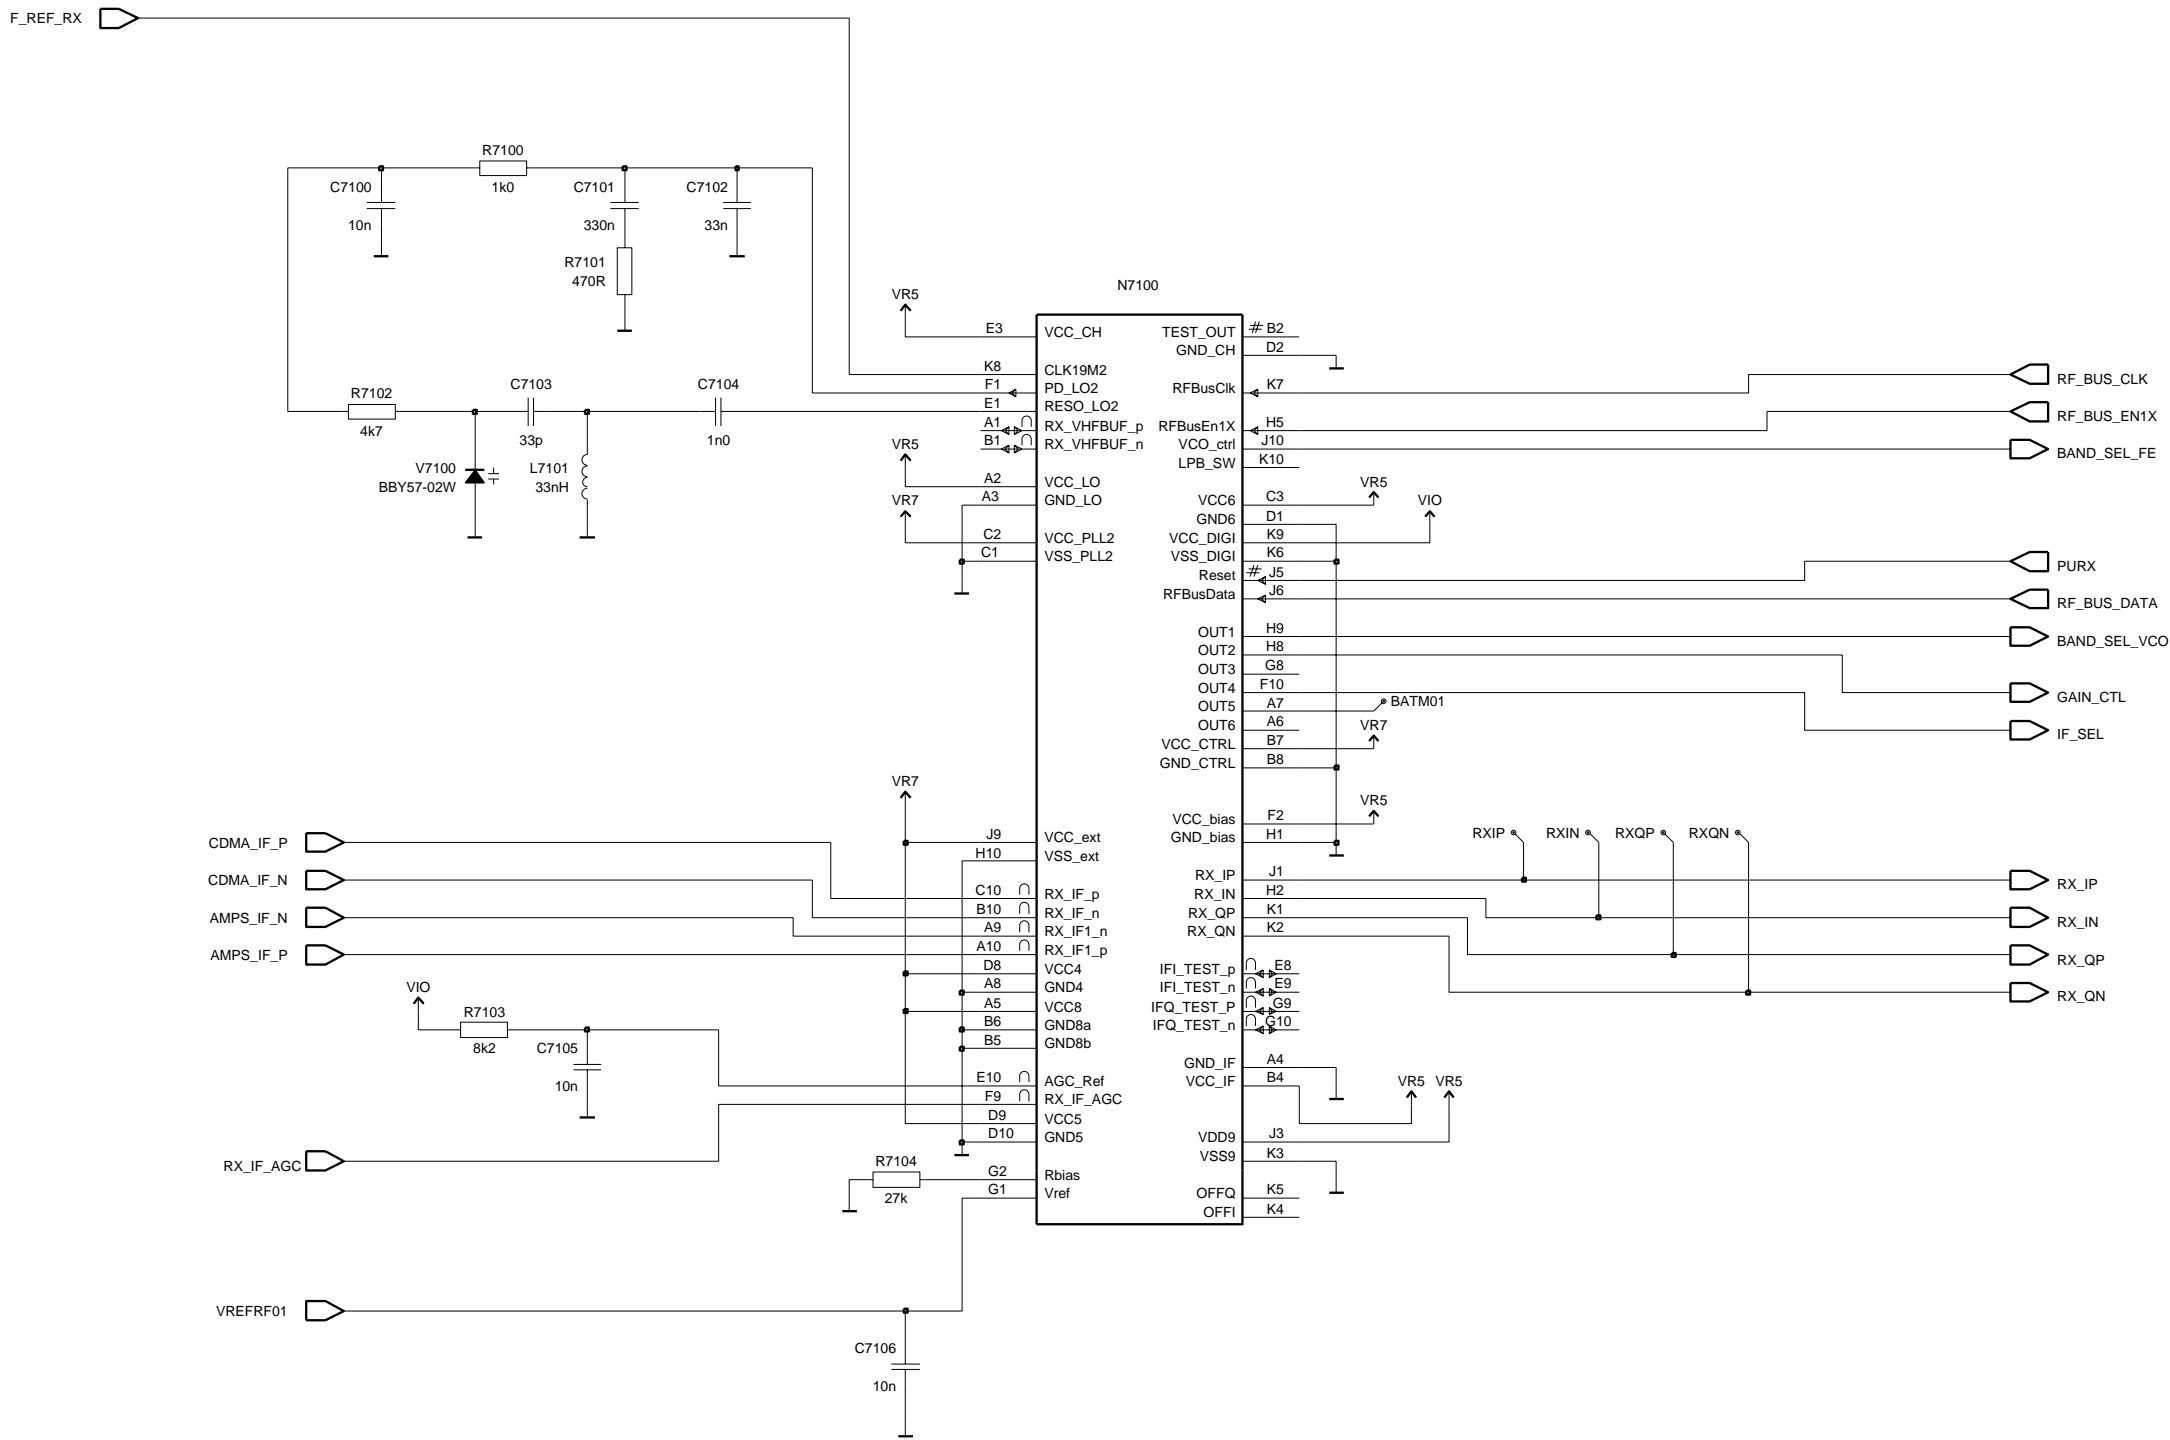 F_REF_RX
R7100
1k0
C7100
10n
C7101
330n
C7102
33n
R7101
470R
N7100
R7102
4k7
C7103
33p
C7104
1n0
V7100
BBY57-02W
L7101
33nH
VR5
E3 VCC_CH
K8 CLK19M2
F1 PD_LO2
E1 RESO_LO2
A1 RX_VHFBUF_p
B1 RX_VHFBUF_n
VR5
A2 VCC_LO
A3 GND_LO
VR7
C2 VCC_PLL2
C1 VSS_PLL2
VR7
J9 VCC_ext
H10 VSS_ext
C10 RX_IF_p
B10 RX_IF_n
A9 RX_IF1_n
A10 RX_IF1_p
D8 VCC4
A8 GND4
A5 VCC8
B6 GND8a
B5 GND8b
E10 AGC_Ref
F9 RX_IF_AGC
D9 VCC5
D10 GND5
G2 Rbias
G1 Vref
CDMA_IF_P
CDMA_IF_N
AMPS_IF_N
AMPS_IF_P
VIO
R7103
8k2
C7105
10n
RX_IF_AGC
R7104
27k
VREFRF01
C7106
10n
TEST_OUT # B2
GND_CH D2
RFBusClk K7
RFBusEn1X H5
VCO_ctrl J10
LPB_SW K10
VCC6 C3
VR5
GND6 D1
VIO
VCC_DIGI K9
VSS_DIGI K6
Reset # J5
RFBusData J6
OUT1 H9
OUT2 H8
OUT3 G8
OUT4 F10
OUT5 A7
BATM01
OUT6 A6
VR7
VCC_CTRL B7
GND_CTRL B8
VR5
VCC_bias F2
GND_bias H1
RX_IP J1
RX_IN H2
RX_QP K1
RX_QN K2
IFI_TEST_p E8
IFI_TEST_n E9
IFQ_TEST_P G9
IFQ_TEST_n G10
GND_IF A4
VCC_IF B4
VR5 VR5
VDD9 J3
VSS9 K3
OFFQ K5
OFFI K4
RXIP RXIN RXQP RXQN
RF_BUS_CLK
RF_BUS_EN1X
BAND_SEL_FE
PURX
RF_BUS_DATA
BAND_SEL_VCO
GAIN_CTL
IF_SEL
RX_IP
RX_IN
RX_QP
RX_QN